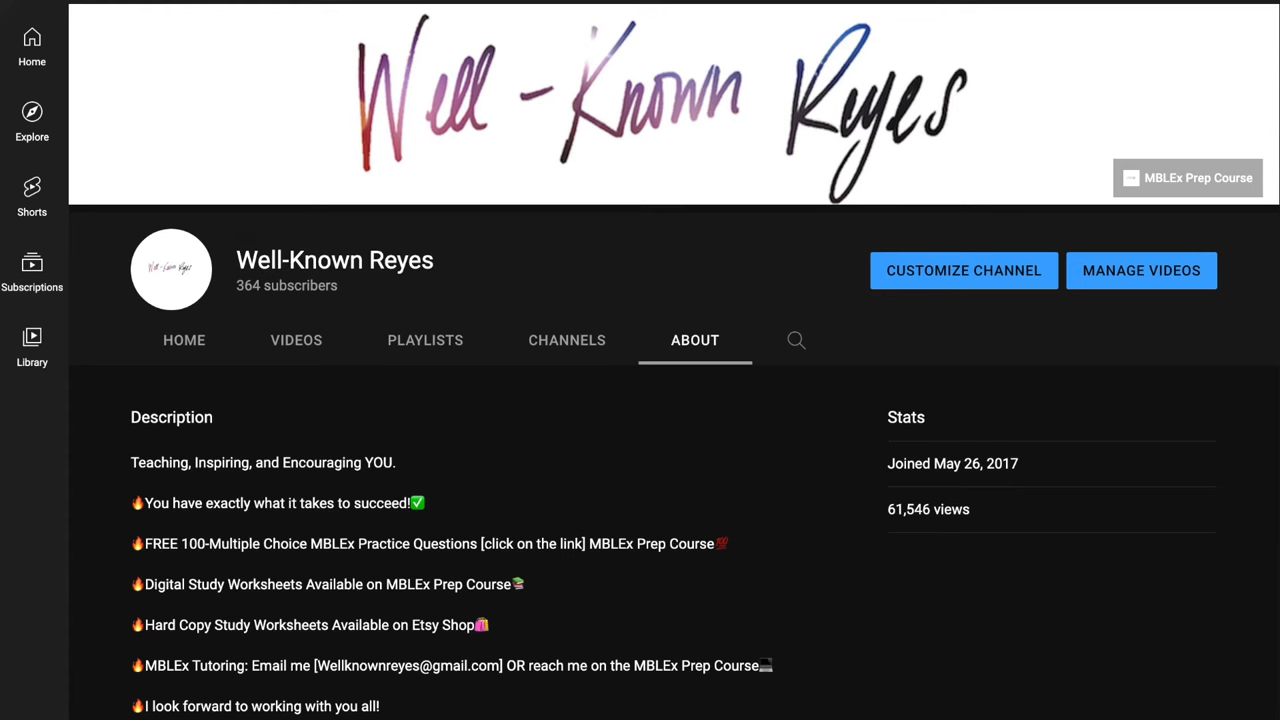 Home
Explore
Shorts
Subscriptions
Library
Well-Known Reyes
MBLEx Prep Course
Well-Known Reyes
Well-Known Reyes
364 subscribers
CUSTOMIZE CHANNEL
MANAGE VIDEOS
HOME
VIDEOS
PLAYLISTS
CHANNELS
ABOUT
Description
Teaching, Inspiring, and Encouraging YOU.
🔥You have exactly what it takes to succeed!✅
🔥FREE 100-Multiple Choice MBLEx Practice Questions [click on the link] MBLEx Prep Course💯
🔥Digital Study Worksheets Available on MBLEx Prep Course📚
🔥Hard Copy Study Worksheets Available on Etsy Shop🛍️
🔥MBLEx Tutoring: Email me [Wellknownreyes@gmail.com] OR reach me on the MBLEx Prep Course💻
🔥I look forward to working with you all!
Stats
Joined May 26, 2017
61,546 views